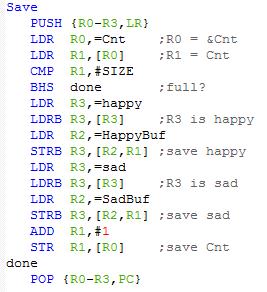 Save
PUSH {R0-R3,LR}
LDR R0,=Cnt ;R0 = &Cnt
LDR R1,[R0] ;R1 = Cnt
CMP R1,#SIZE
BHS done ;full?
LDR R3,=happy
LDRB R3,[R3] ;R3 is happy
LDR R2,=HappyBuf
STRB R3,[R2,R1] ;save happy
LDR R3,=sad
LDRB R3,[R3] ;R3 is sad
LDR R2,=SadBuf
STRB R3,[R2,R1] ;save sad
ADD R1,#1
STR R1,[R0] ;save Cnt
done
POP {R0-R3,PC}